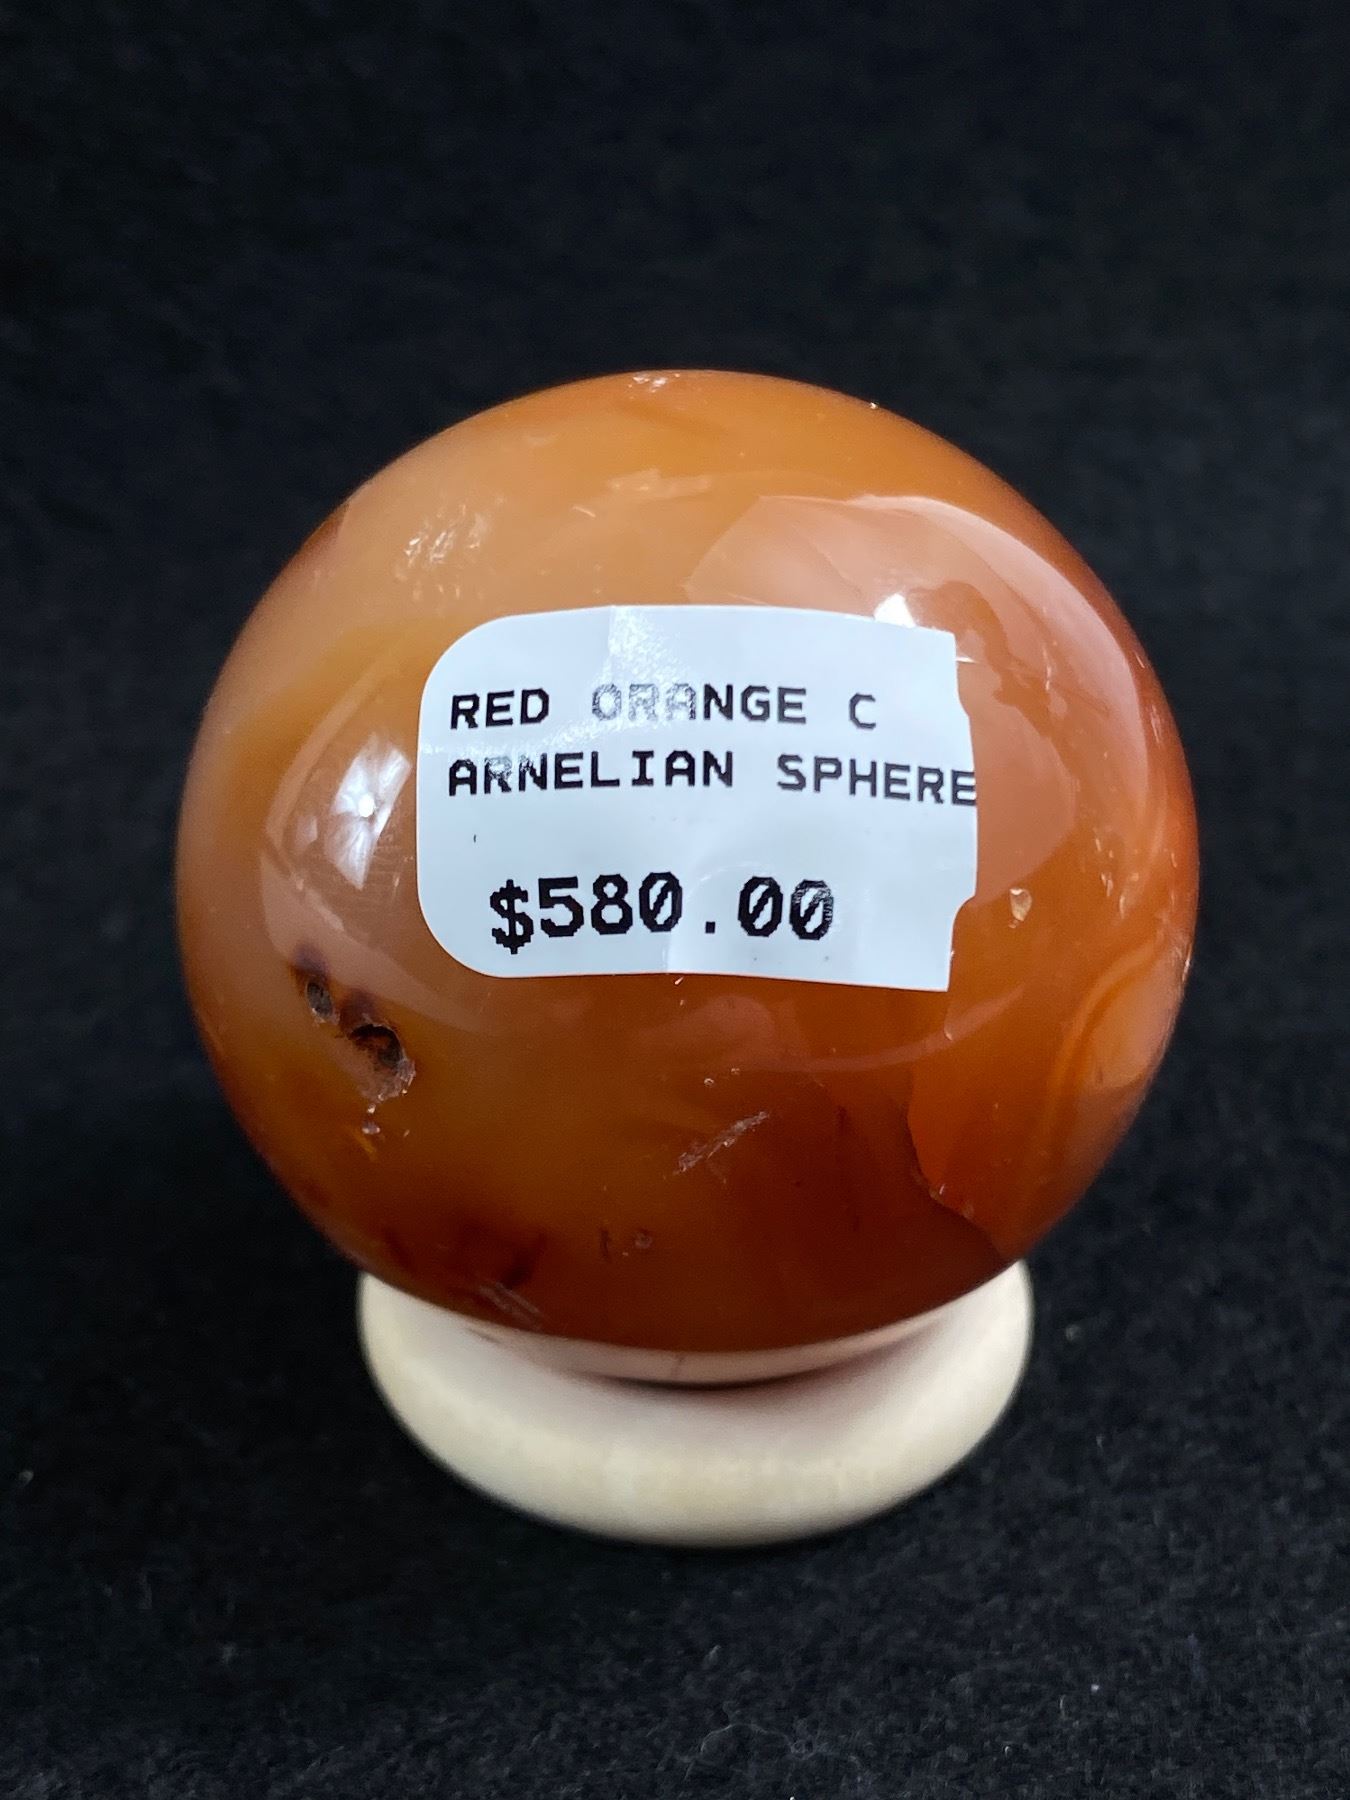 RED ORANGE C
ARNELIAN SPHERE
$580.00